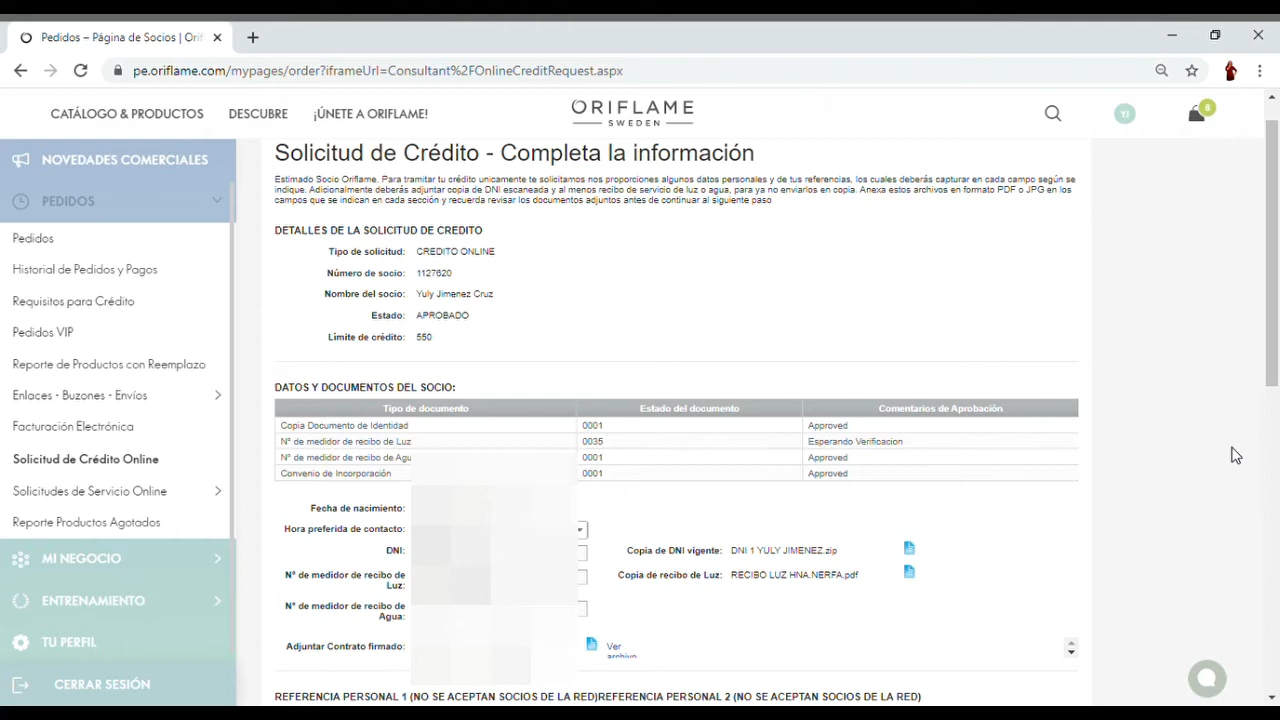 Pedidos – Página de Socios | Orif
pe.oriflame.com/mypages/order?iframeUrl=Consultant%2FOnlineCreditRequest.aspx
CATÁLOGO & PRODUCTOS DESCUBRE ¡ÚNETE A ORIFLAME!
ORIFLAME
SWEDEN
YJ
8
NOVEDADES COMERCIALES
PEDIDOS
Pedidos
Historial de Pedidos y Pagos
Requisitos para Crédito
Pedidos VIP
Reporte de Productos con Reemplazo
Enlaces - Buzones - Envíos
Facturación Electrónica
Solicitud de Crédito Online
Solicitudes de Servicio Online
Reporte Productos Agotados
MI NEGOCIO
ENTRENAMIENTO
TU PERFIL
CERRAR SESIÓN
Solicitud de Crédito - Completa la información
Estimado Socio Oriflame. Para tramitar tu crédito unicamente te solicitamos nos proporciones algunos datos personales y de tus referencias, los cuales deberás capturar en cada campo según se
indique. Adicionalmente deberás adjuntar copia de DNI escaneada y al menos recibo de servicio de luz o agua, para ya no enviarlos en copia. Anexa estos archivos en formato PDF o JPG en los
campos que se indican en cada sección y recuerda revisar los documentos adjuntos antes de continuar al siguiente paso
DETALLES DE LA SOLICITUD DE CREDITO
Tipo de solicitud: CREDITO ONLINE
Número de socio: 1127620
Nombre del socio: Yuly Jimenez Cruz
Estado: APROBADO
Límite de crédito: 550
DATOS Y DOCUMENTOS DEL SOCIO:
Tipo de documento Estado del documento Comentarios de Aprobación
Copia Documento de Identidad 0001 Approved
N° de medidor de recibo de Luz 0035 Esperando Verificacion
N° de medidor de recibo de Agu 0001 Approved
Convenio de Incorporación 0001 Approved
Fecha de nacimiento:
Hora preferida de contacto:
DNI: Copia de DNI vigente: DNI 1 YULY JIMENEZ.zip
N° de medidor de recibo de Copia de recibo de Luz: RECIBO LUZ HNA.NERFA.pdf
Luz:
N° de medidor de recibo de
Agua:
Adjuntar Contrato firmado: Ver
archivo
REFERENCIA PERSONAL 1 (NO SE ACEPTAN SOCIOS DE LA RED)REFERENCIA PERSONAL 2 (NO SE ACEPTAN SOCIOS DE LA RED)